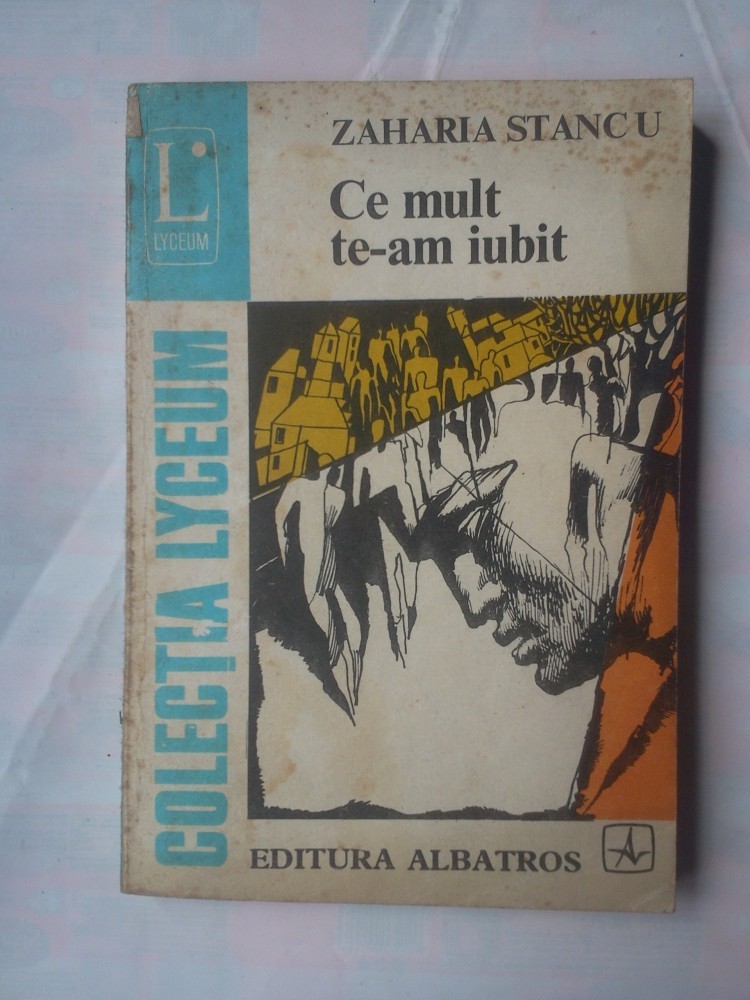 ZAHARIA STANCU
Ce mult
te-am iubit
L
LYCEUM
COLECȚIA LYCEUM
EDITURA ALBATROS